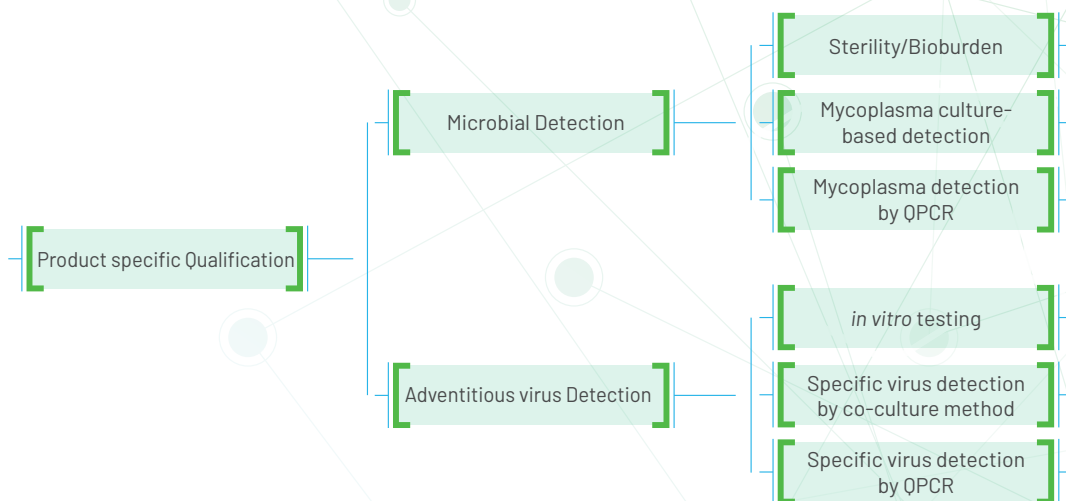 Sterility/Bioburden
Microbial Detection
Mycoplasma culture-
based detection
Mycoplasma detection
by QPCR
Product specific Qualification
in vitro testing
Adventitious virus Detection
Specific virus detection
by co-culture method
Specific virus detection
by QPCR